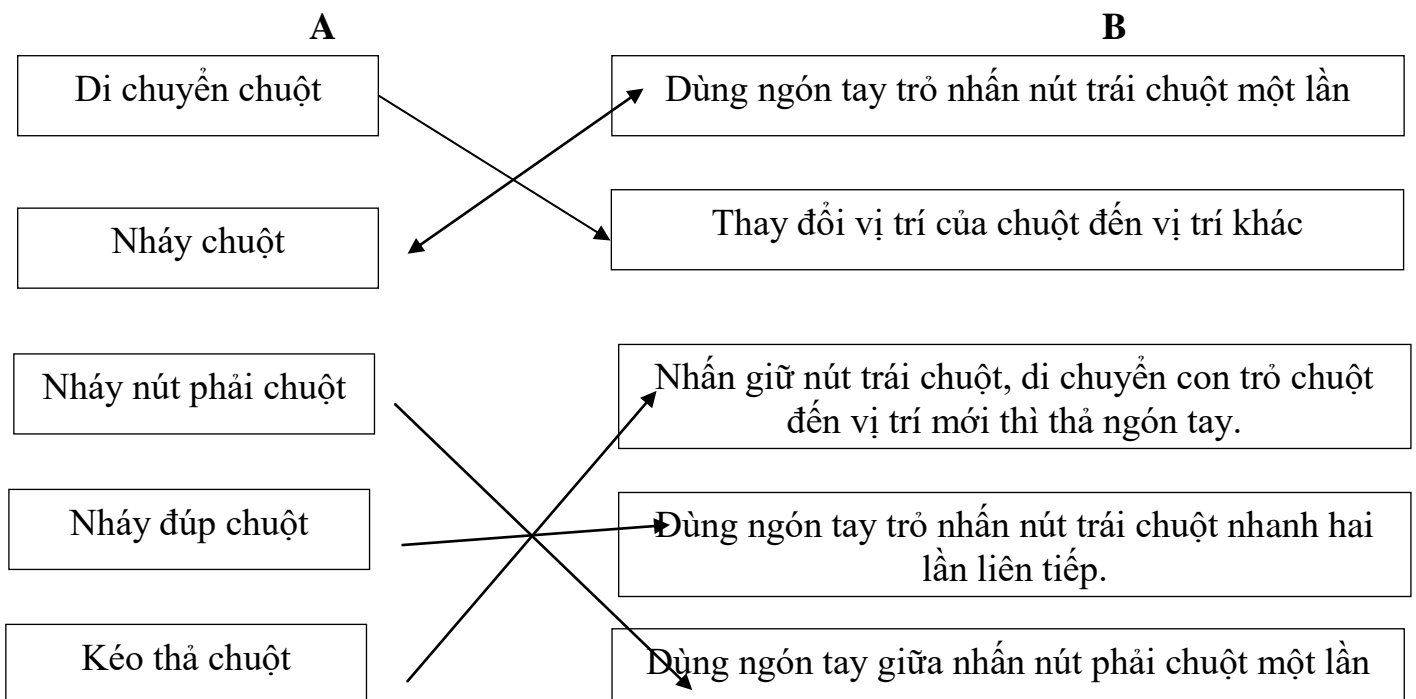 A B
Di chuyển chuột
Dùng ngón tay trỏ nhấn nút trái chuột một lần
Nháy chuột
Thay đổi vị trí của chuột đến vị trí khác
Nháy nút phải chuột
Nhấn giữ nút trái chuột, di chuyển con trỏ chuột
đến vị trí mới thì thả ngón tay.
Nháy đúp chuột
Dùng ngón tay trỏ nhấn nút trái chuột nhanh hai
lần liên tiếp.
Kéo thả chuột
Dùng ngón tay giữa nhấn nút phải chuột một lần